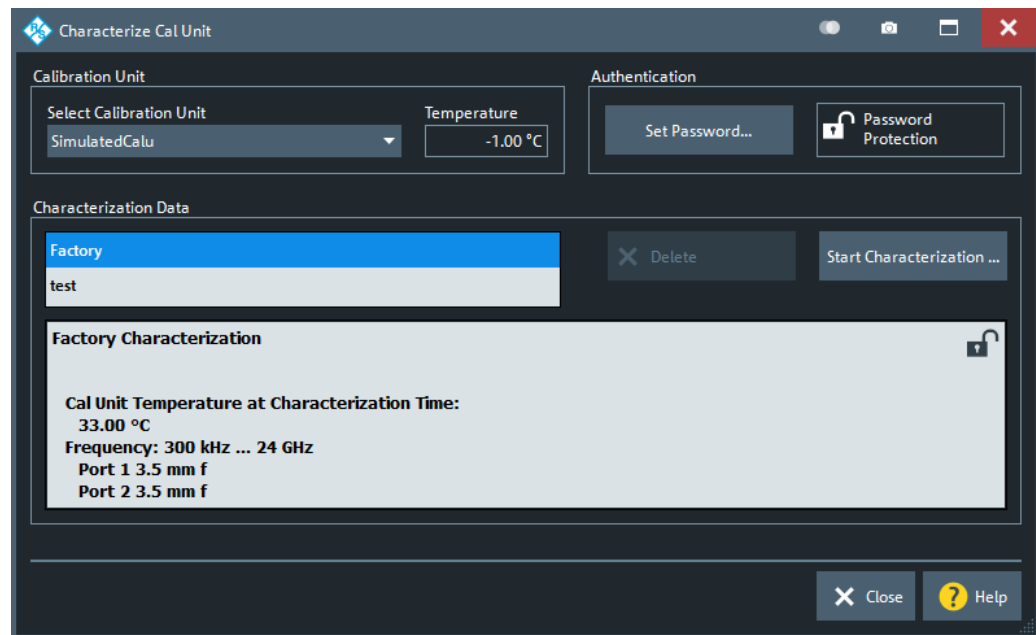 Characterize Cal Unit
Calibration Unit
Authentication
Select Calibration Unit
Temperature
SimulatedCalu
-1.00 °C
Set Password...
Password
Protection
Characterization Data
Factory
test
Delete
Start Characterization ...
Factory Characterization
Cal Unit Temperature at Characterization Time:
33.00 °C
Frequency: 300 kHz ... 24 GHz
Port 1 3.5 mm f
Port 2 3.5 mm f
Close
? Help